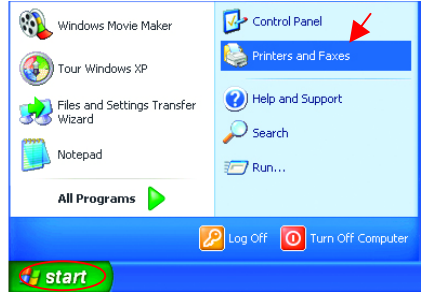 Windows Movie Maker
Tour Windows XP
Files and Settings Transfer
Wizard
Notepad
All Programs
Control Panel
Printers and Faxes
Help and Support
Search
Run...
Log Off
Turn Off Computer
start